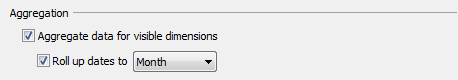 Aggregation
Aggregate data for visible dimensions
Roll up dates to Month